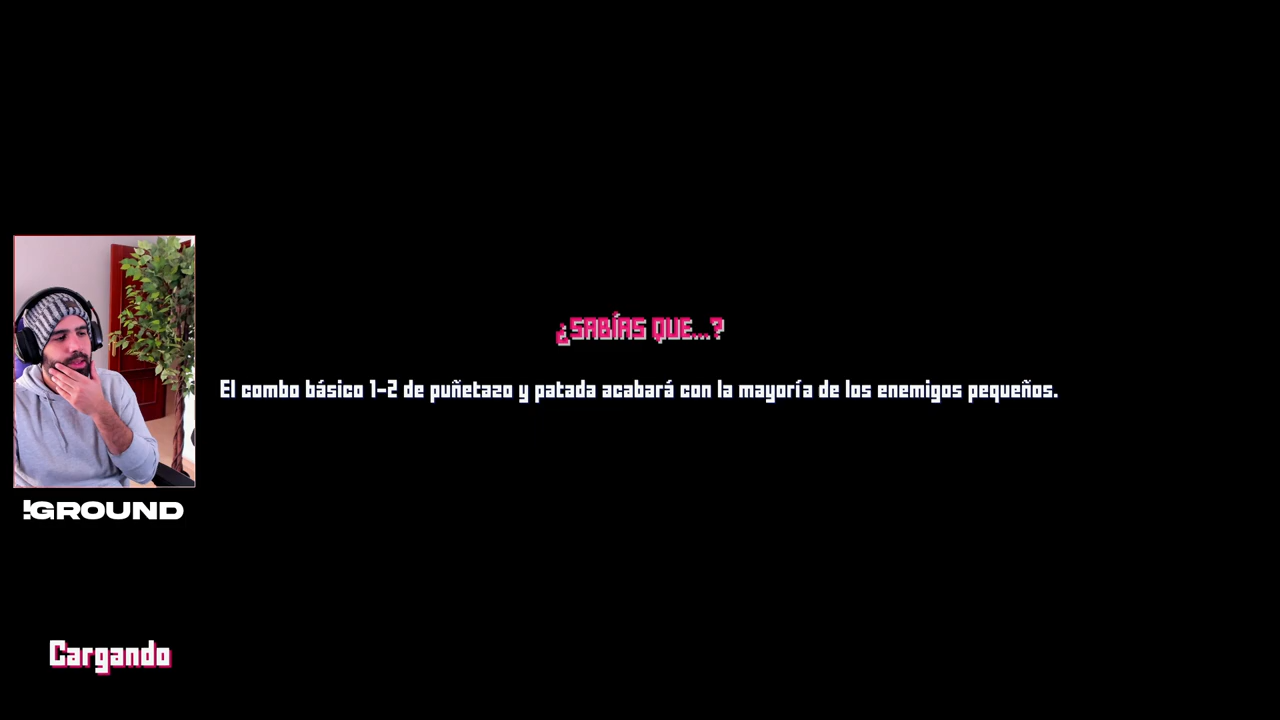 ¿SABÍAS QUE...?
El combo básico 1-2 de puñetazo y patada acabará con la mayoría de los enemigos pequeños.
!GROUND
Cargando